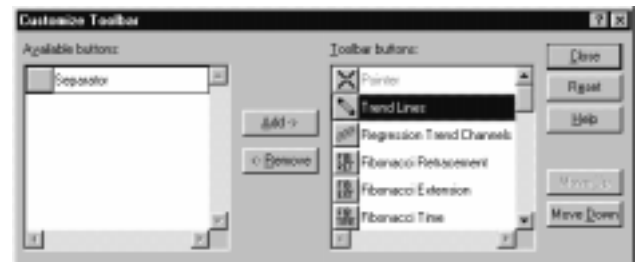 Customize Toolbar
Available buttons:
Separator
Add ->
<- Remove
Toolbar buttons:
Pointer
Trend Lines
Regression Trend Channels
Fibonacci Retracement
Fibonacci Extension
Fibonacci Time
Close
Reset
Help
Move Up
Move Down